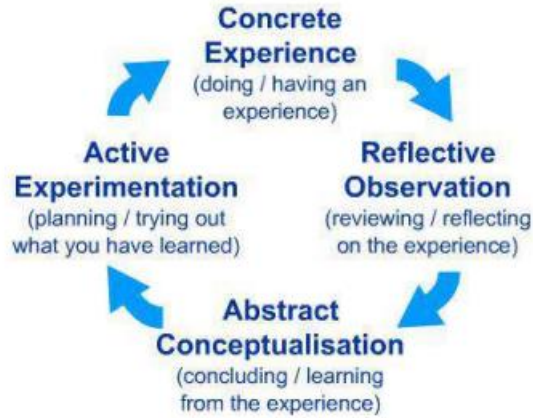 Concrete
Experience
(doing / having an
experience)
Reflective
Observation
(reviewing / reflecting
on the experience)
Abstract
Conceptualisation
(concluding / learning
from the experience)
Active
Experimentation
(planning / trying out
what you have learned)